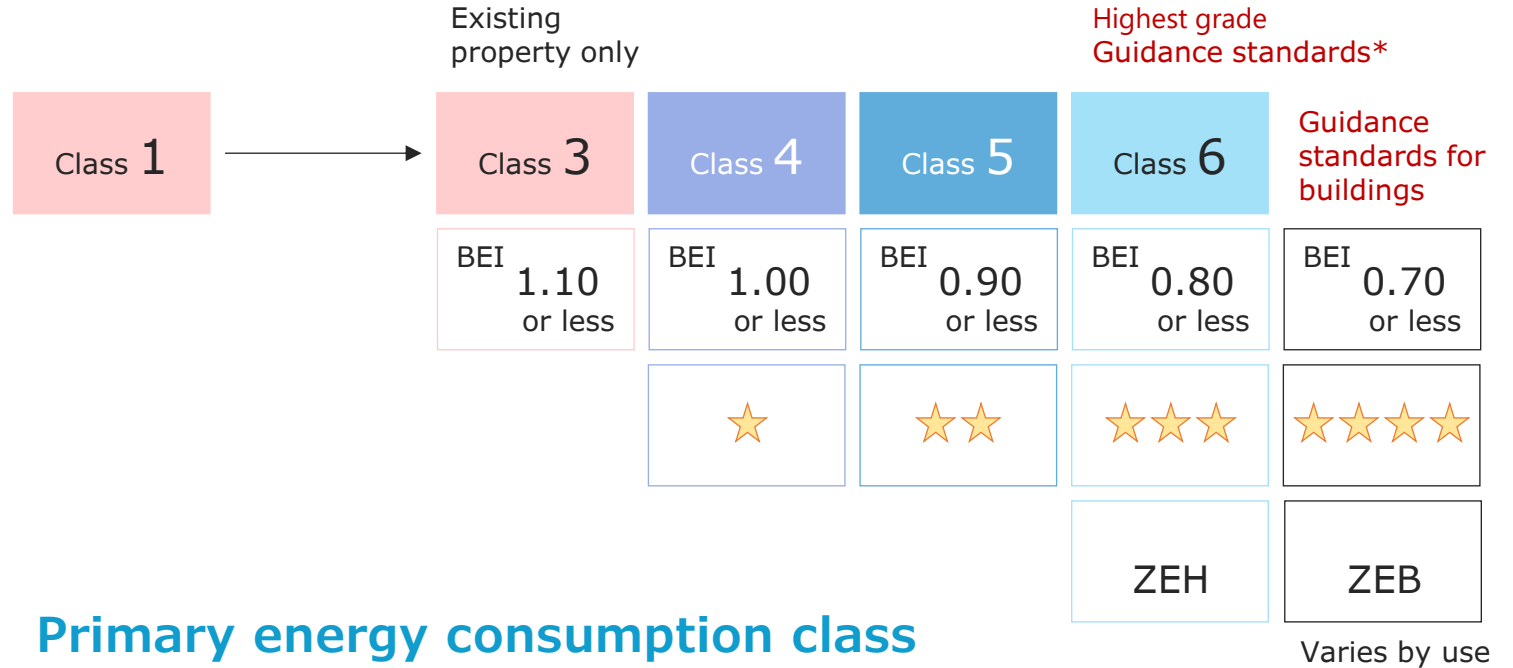 Existing
property only
Highest grade
Guidance standards*
Class 1
Class 3
Class 4
Class 5
Class 6
Guidance
standards for
buildings
BEI 1.10
or less
BEI 1.00
or less
BEI 0.90
or less
BEI 0.80
or less
BEI 0.70
or less
ZEH
ZEB
Primary energy consumption class
Varies by use